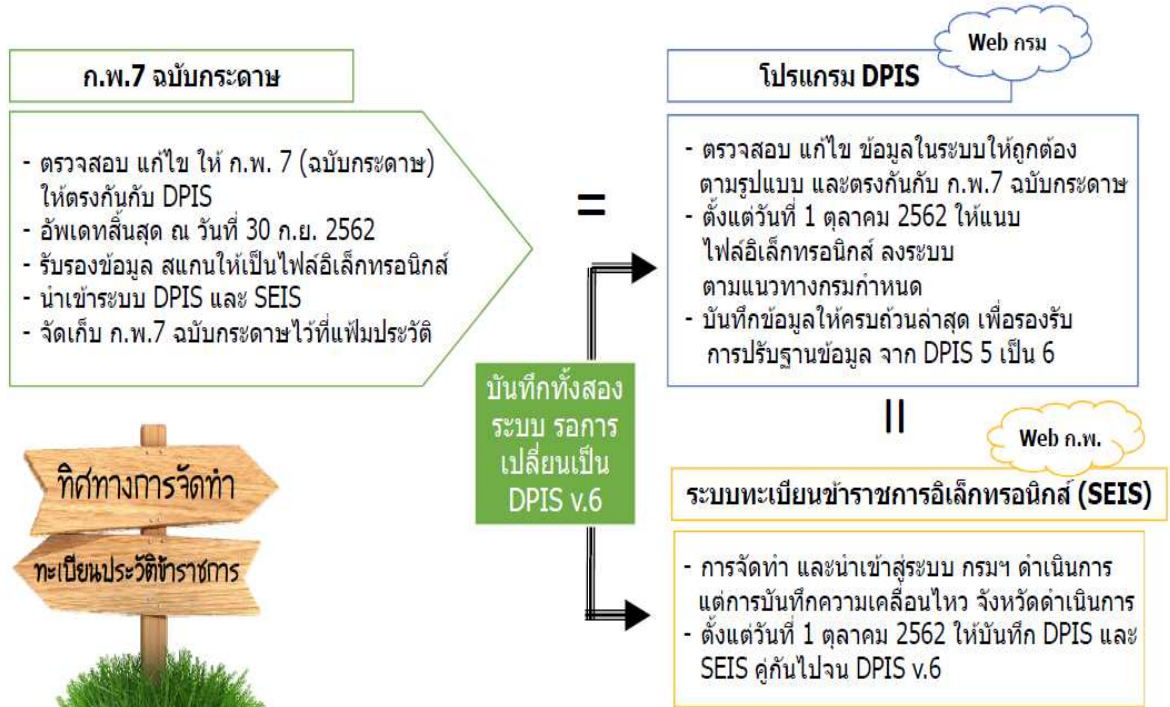 ก.พ.7 ฉบับกระดาษ
- ตรวจสอบ แก้ไข ให้ ก.พ. 7 (ฉบับกระดาษ)
ให้ตรงกันกับ DPIS
- อัพเดทสิ้นสุด ณ วันที่ 30 ก.ย. 2562
- รับรองข้อมูล สแกนให้เป็นไฟล์อิเล็กทรอนิกส์
- นำเข้าระบบ DPIS และ SEIS
- จัดเก็บ ก.พ.7 ฉบับกระดาษไว้ที่แฟ้มประวัติ
=
Web กรม
โปรแกรม DPIS
- ตรวจสอบ แก้ไข ข้อมูลในระบบให้ถูกต้อง
ตามรูปแบบ และตรงกันกับ ก.พ.7 ฉบับกระดาษ
- ตั้งแต่วันที่ 1 ตุลาคม 2562 ให้แนบ
ไฟล์อิเล็กทรอนิกส์ ลงระบบ
ตามแนวทางกรมกำหนด
- บันทึกข้อมูลให้ครบถ้วนล่าสุด เพื่อรองรับ
การปรับฐานข้อมูล จาก DPIS 5 เป็น 6
=
บันทึกทั้งสอง
ระบบ รอการ
เปลี่ยนเป็น
DPIS v.6
Web ก.พ.
ระบบทะเบียนข้าราชการอิเล็กทรอนิกส์ (SEIS)
- การจัดทำ และนำเข้าสู่ระบบ กรมฯ ดำเนินการ
แต่การบันทึกความเคลื่อนไหว จังหวัดดำเนินการ
- ตั้งแต่วันที่ 1 ตุลาคม 2562 ให้บันทึก DPIS และ
SEIS คู่กันไปจน DPIS v.6
ทิศทางการจัดทำ
ทะเบียนประวัติข้าราชการ